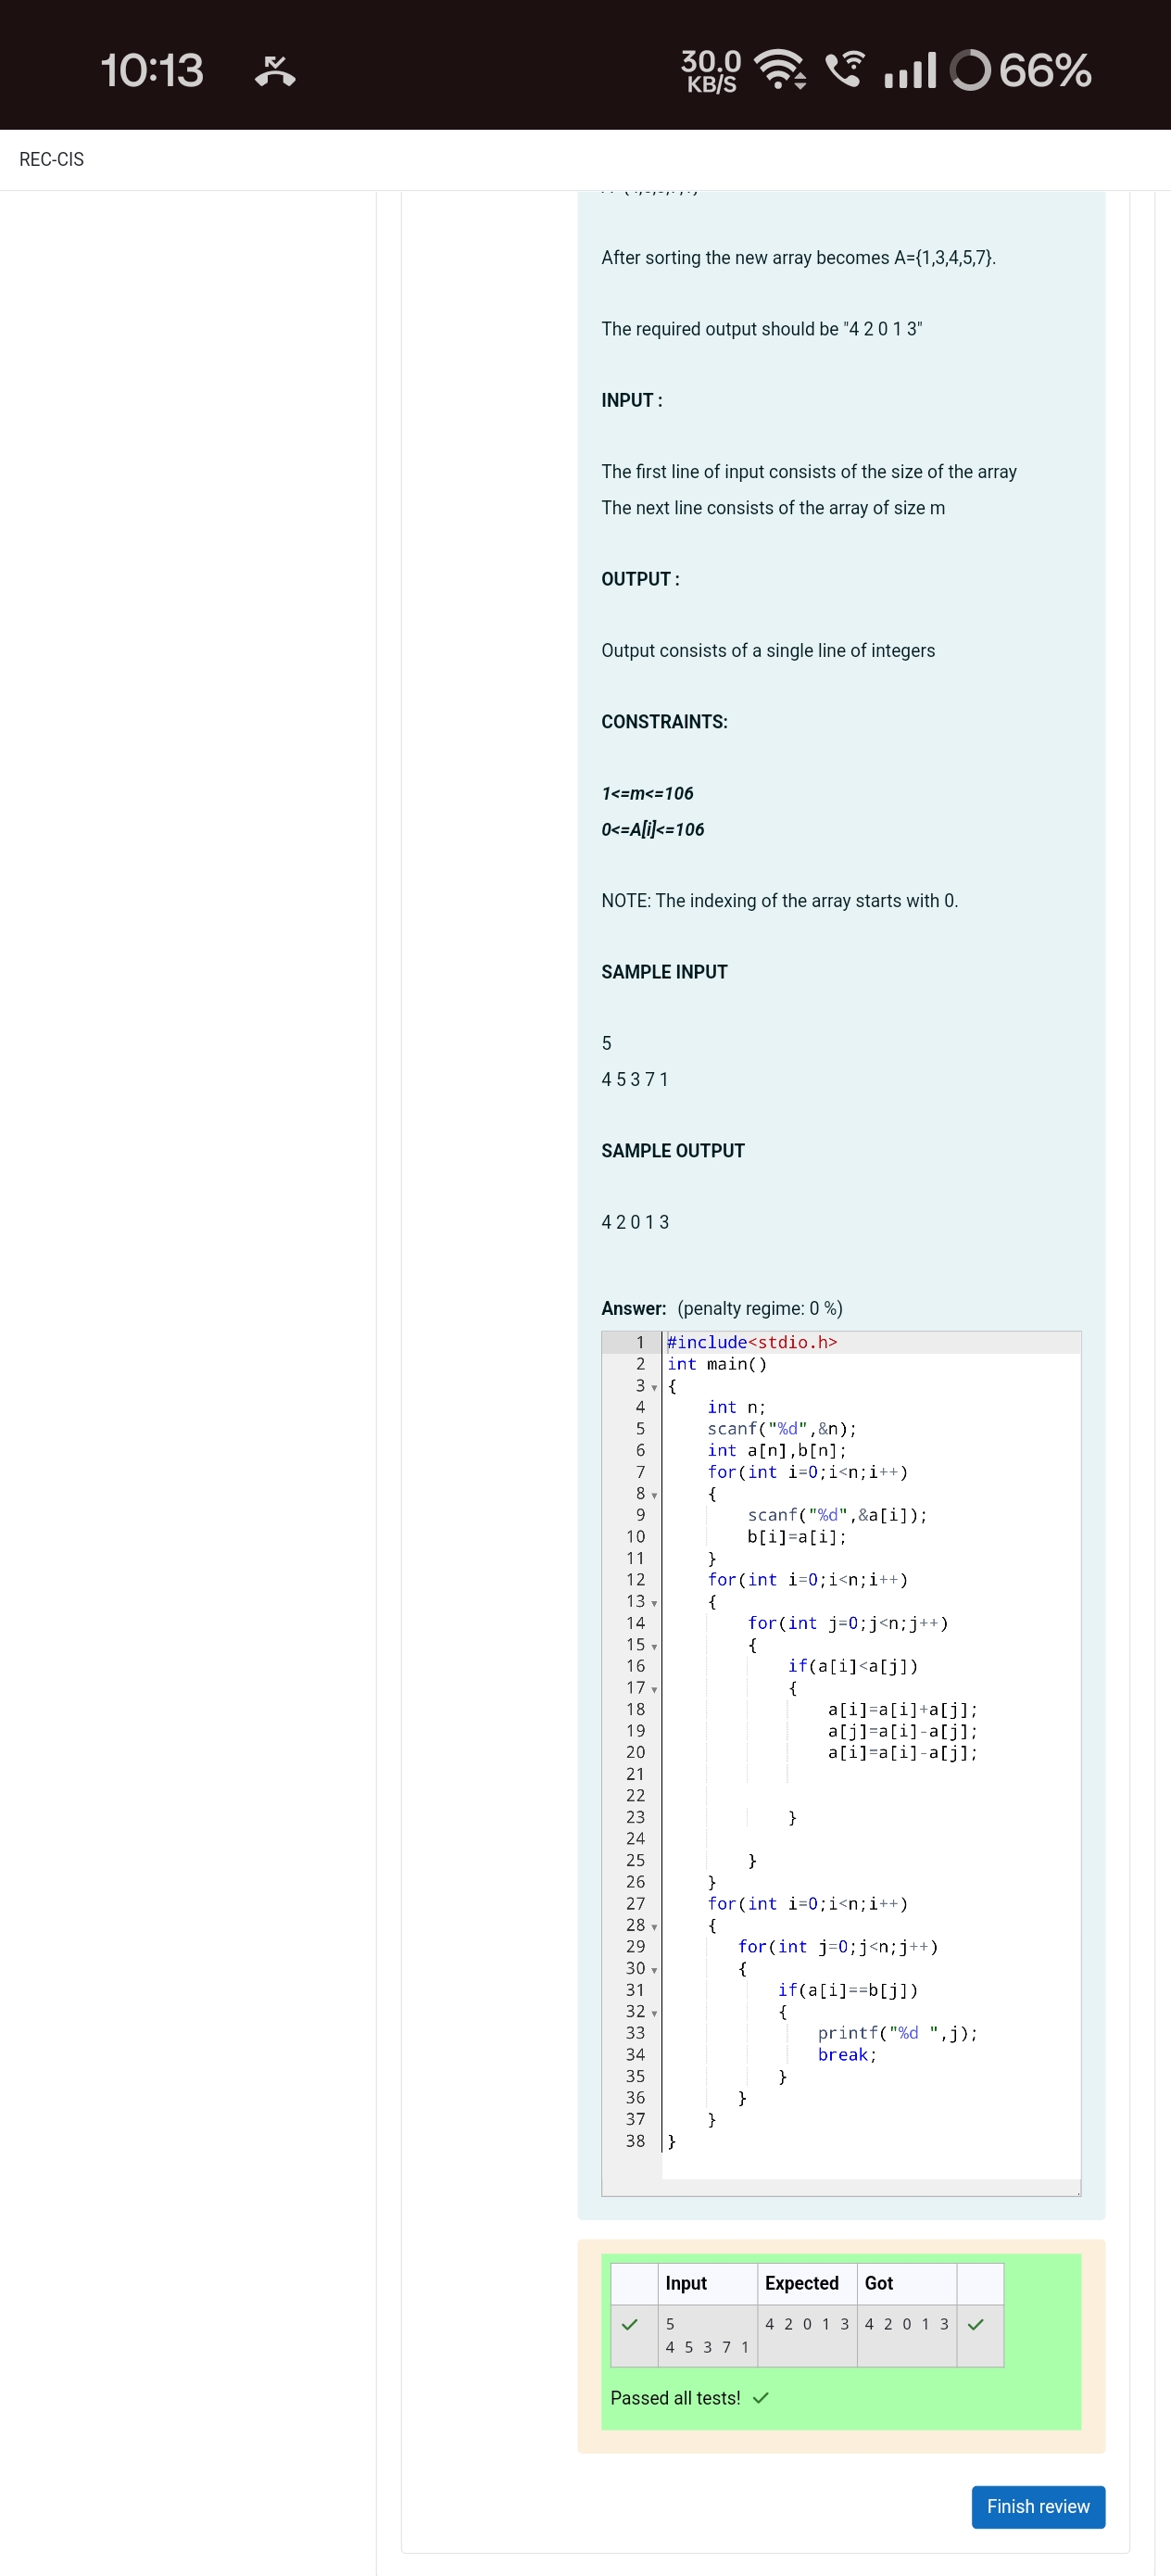 10:13 30.0 KB/S 66%
REC-CIS
After sorting the new array becomes A={1,3,4,5,7}.
The required output should be "4 2 0 1 3"
INPUT :
The first line of input consists of the size of the array
The next line consists of the array of size m
OUTPUT :
Output consists of a single line of integers
CONSTRAINTS:
1<=m<=106
0<=A[i]<=106
NOTE: The indexing of the array starts with 0.
SAMPLE INPUT
5
4 5 3 7 1
SAMPLE OUTPUT
4 2 0 1 3
Answer: (penalty regime: 0 %)
1 #include<stdio.h>
2 int main()
3 {
4 int n;
5 scanf("%d",&n);
6 int a[n],b[n];
7 for(int i=0;i<n;i++)
8 {
9 scanf("%d",&a[i]);
10 b[i]=a[i];
11 }
12 for(int i=0;i<n;i++)
13 {
14 for(int j=0;j<n;j++)
15 {
16 if(a[i]<a[j])
17 {
18 a[i]=a[i]+a[j];
19 a[j]=a[i]-a[j];
20 a[i]=a[i]-a[j];
21
22
23 }
24
25 }
26 }
27 for(int i=0;i<n;i++)
28 {
29 for(int j=0;j<n;j++)
30 {
31 if(a[i]==b[j])
32 {
33 printf("%d ",j);
34 break;
35 }
36 }
37 }
38 }
Input Expected Got
5 4 2 0 1 3 4 2 0 1 3
4 5 3 7 1
Passed all tests!
Finish review